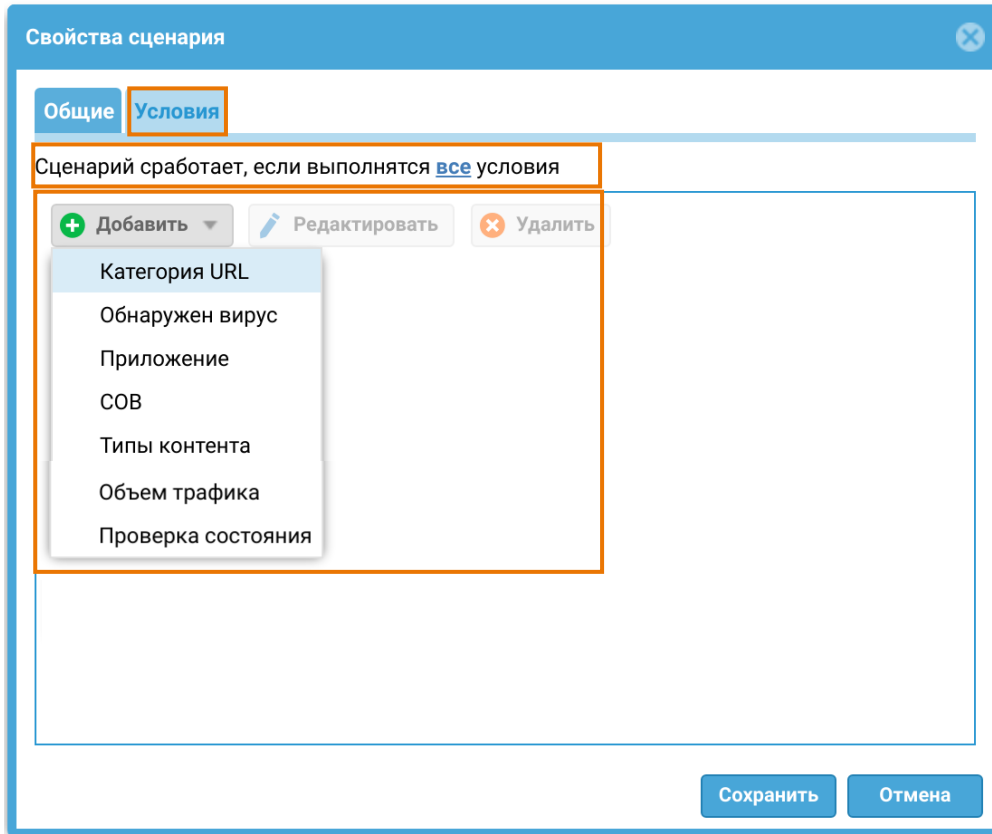 Свойства сценария
Общие Условия
Сценарий сработает, если выполнятся все условия
Добавить Редактировать Удалить
Категория URL
Обнаружен вирус
Приложение
СОВ
Типы контента
Объем трафика
Проверка состояния
Сохранить Отмена